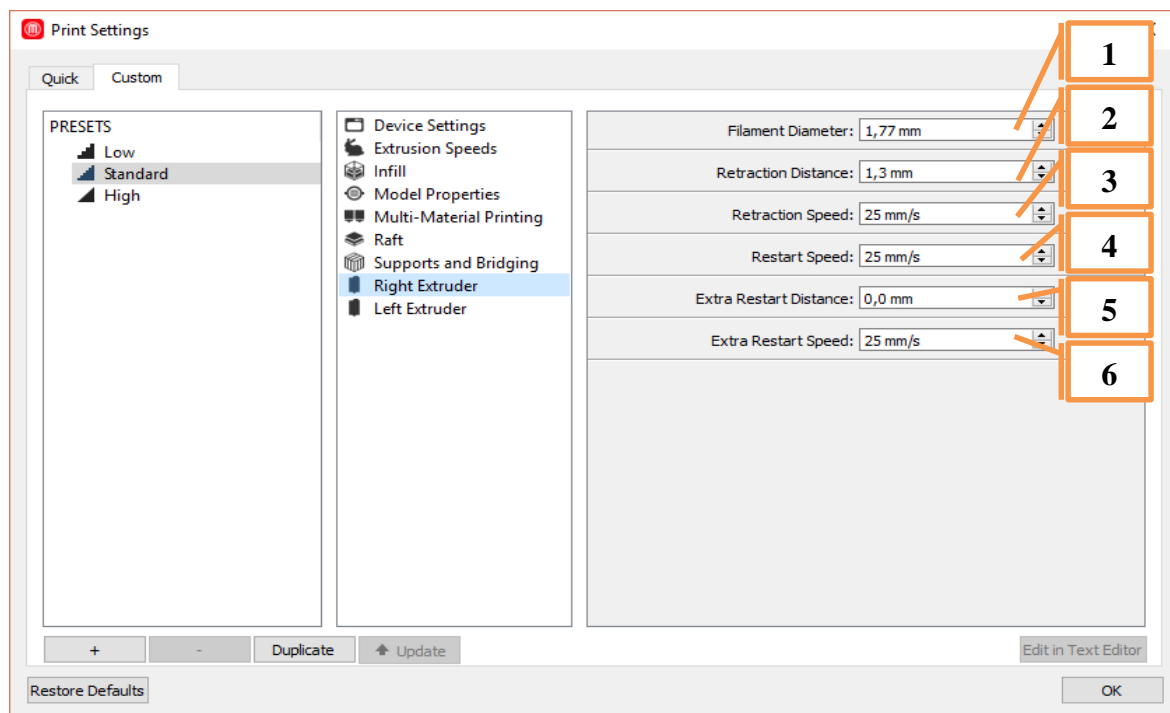 Print Settings
1
Quick
Custom
2
3
4
5
6
PRESETS
Low
Standard
High
Device Settings
Extrusion Speeds
Infill
Model Properties
Multi-Material Printing
Raft
Supports and Bridging
Right Extruder
Left Extruder
Filament Diameter: 1,77 mm
Retraction Distance: 1,3 mm
Retraction Speed: 25 mm/s
Restart Speed: 25 mm/s
Extra Restart Distance: 0,0 mm
Extra Restart Speed: 25 mm/s
+
-
Duplicate
Update
Edit in Text Editor
Restore Defaults
OK